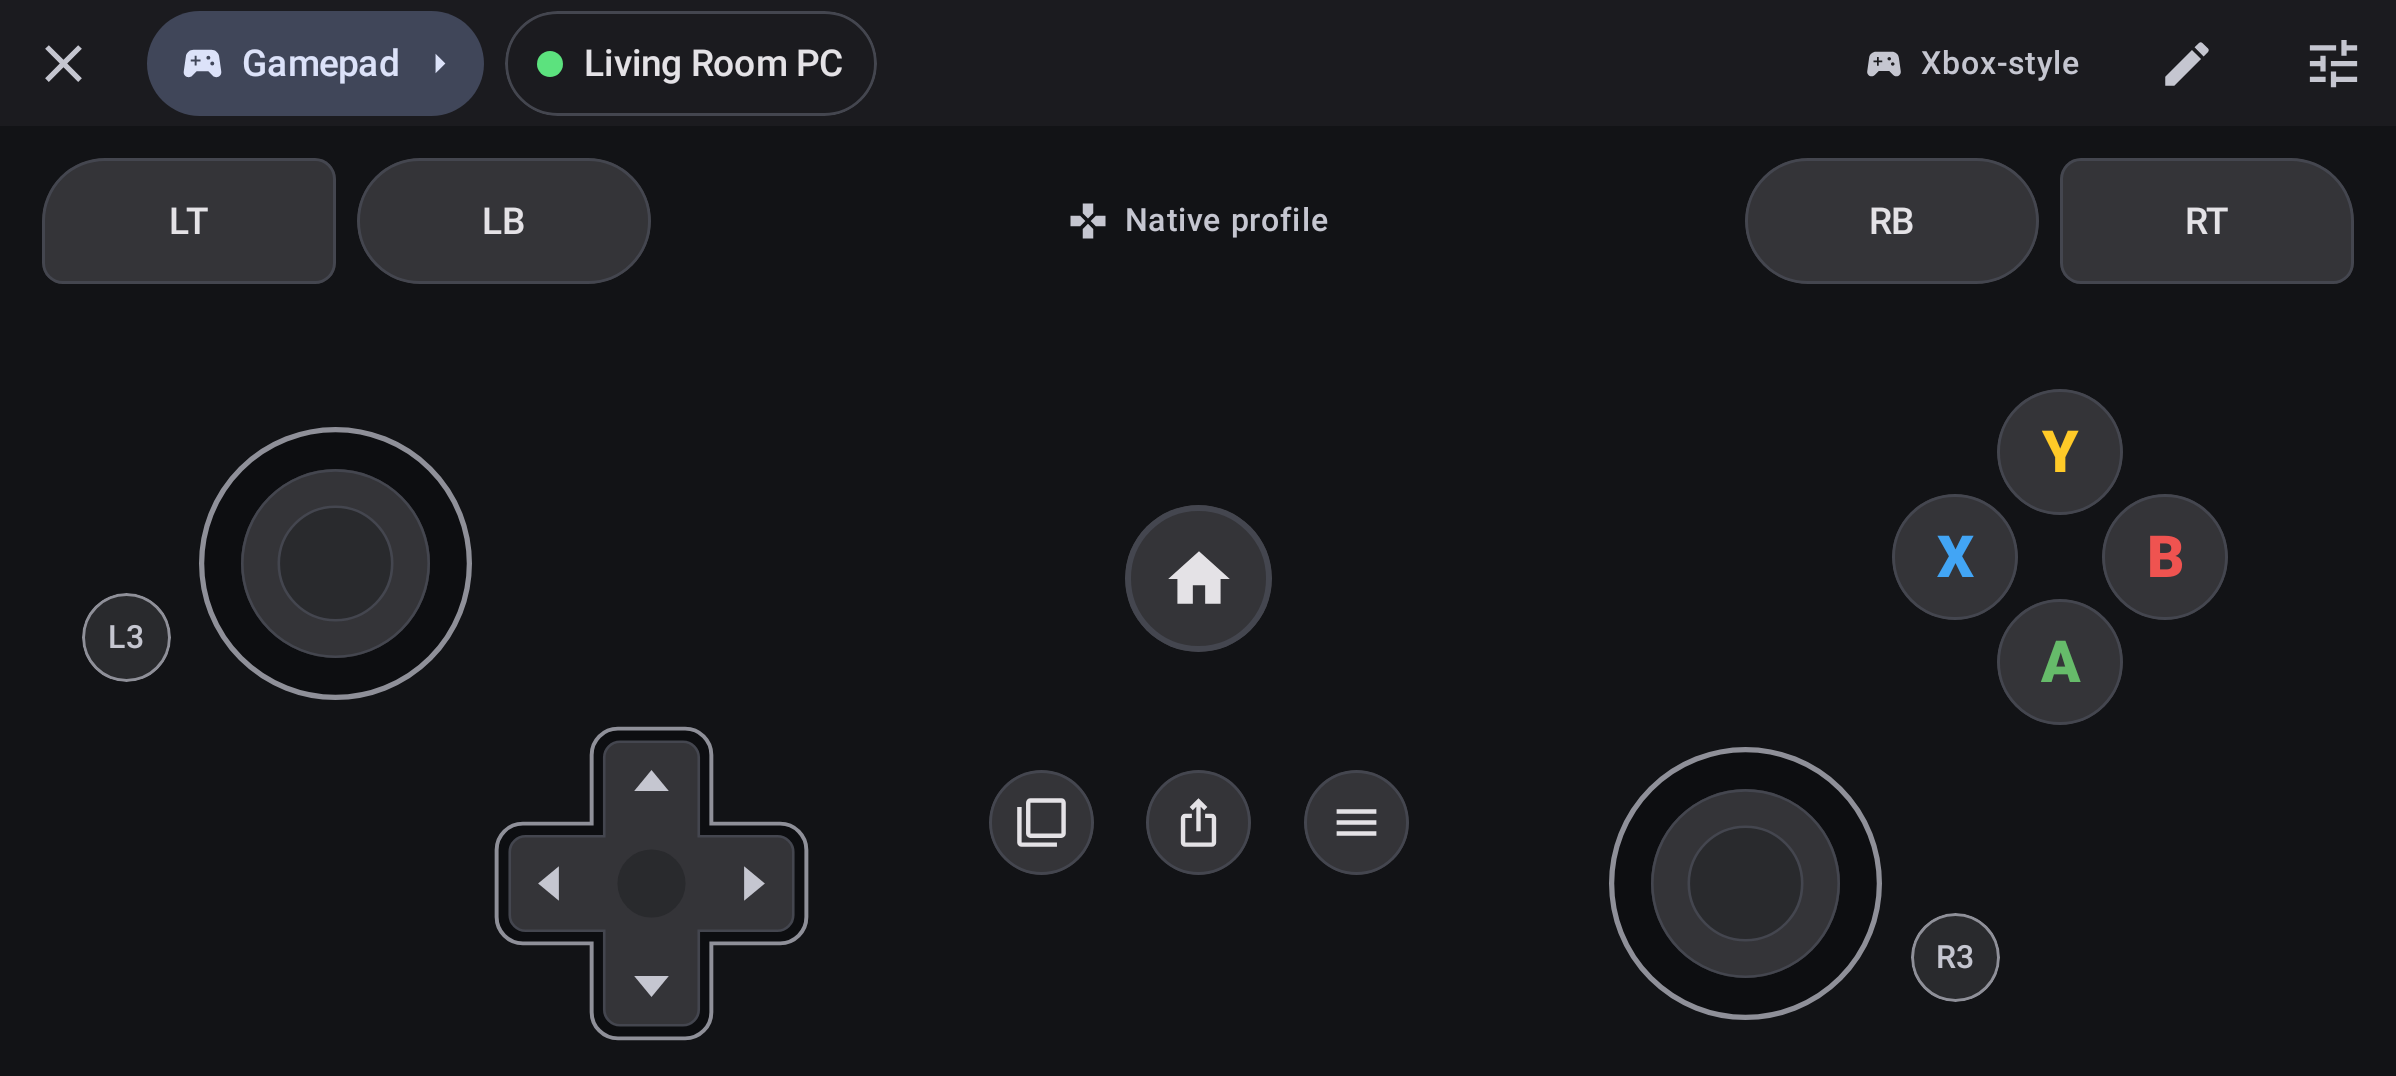 Gamepad
Living Room PC
Xbox-style
LT
LB
Native profile
RB
RT
Y
X
B
A
L3
R3